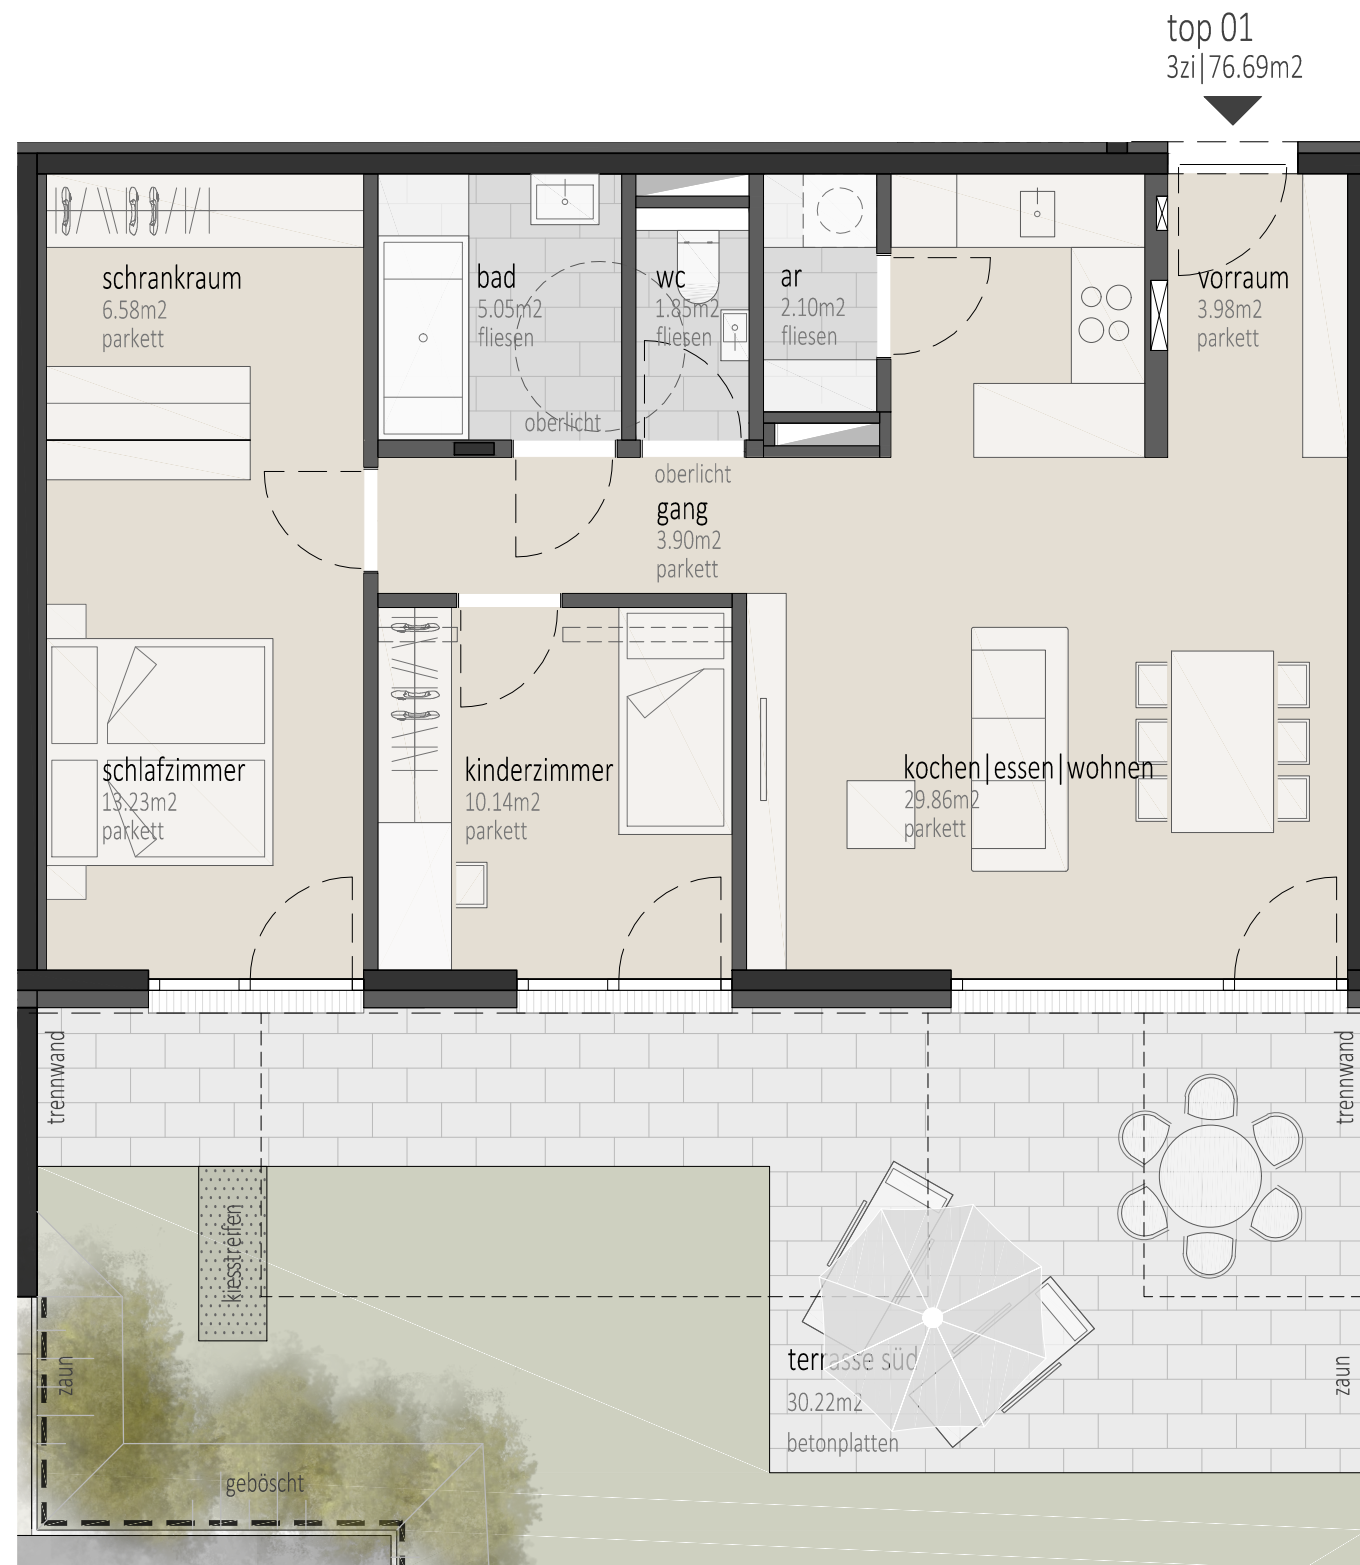 top 01
3zi|76.69m2
schrankraum
6.58m2
parkett
bad
5.05m2
fliesen
wc
1.85m2
fliesen
ar
2.10m2
fliesen
vorraum
3.98m2
parkett
oberlicht
oberlicht
gang
3.90m2
parkett
schlafzimmer
13.23m2
parkett
kinderzimmer
10.14m2
parkett
kochen|essen|wohnen
29.86m2
parkett
trennwand
trennwand
kiesstreifen
zaun
terrasse süd
30.22m2
betonplatten
zaun
geböscht